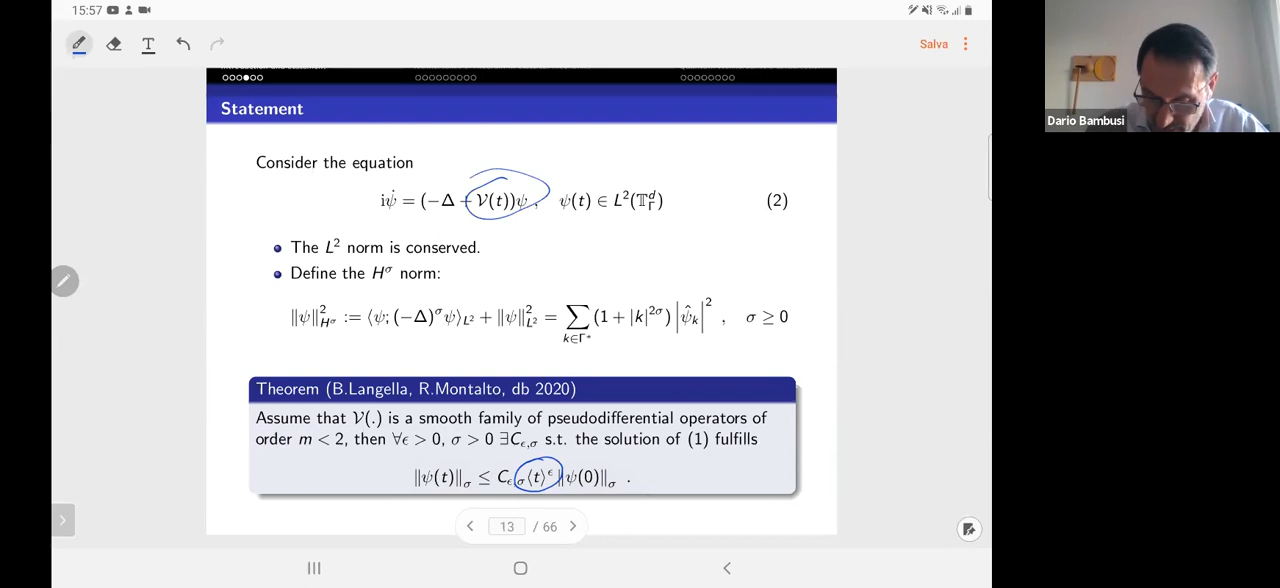 15:57
Salva
Statement
Consider the equation
iψ̇ = (−Δ + 𝒱(t))ψ , ψ(t) ∈ L²(𝕋ᵈ_Γ) (2)
The L² norm is conserved.
Define the H^σ norm:
‖ψ‖²_{H^σ} := ⟨ψ; (−Δ)^σ ψ⟩_{L²} + ‖ψ‖²_{L²} = ∑_{k∈Γ*} (1 + |k|^{2σ}) |ψ̂_k|² , σ ≥ 0
Theorem (B.Langella, R.Montalto, db 2020)
Assume that 𝒱(.) is a smooth family of pseudodifferential operators of
order m < 2, then ∀ϵ > 0, σ > 0 ∃C_{ϵ,σ} s.t. the solution of (1) fulfills
‖ψ(t)‖_σ ≤ C_{ϵ,σ}⟨t⟩^ϵ ‖ψ(0)‖_σ .
13 / 66
Dario Bambusi